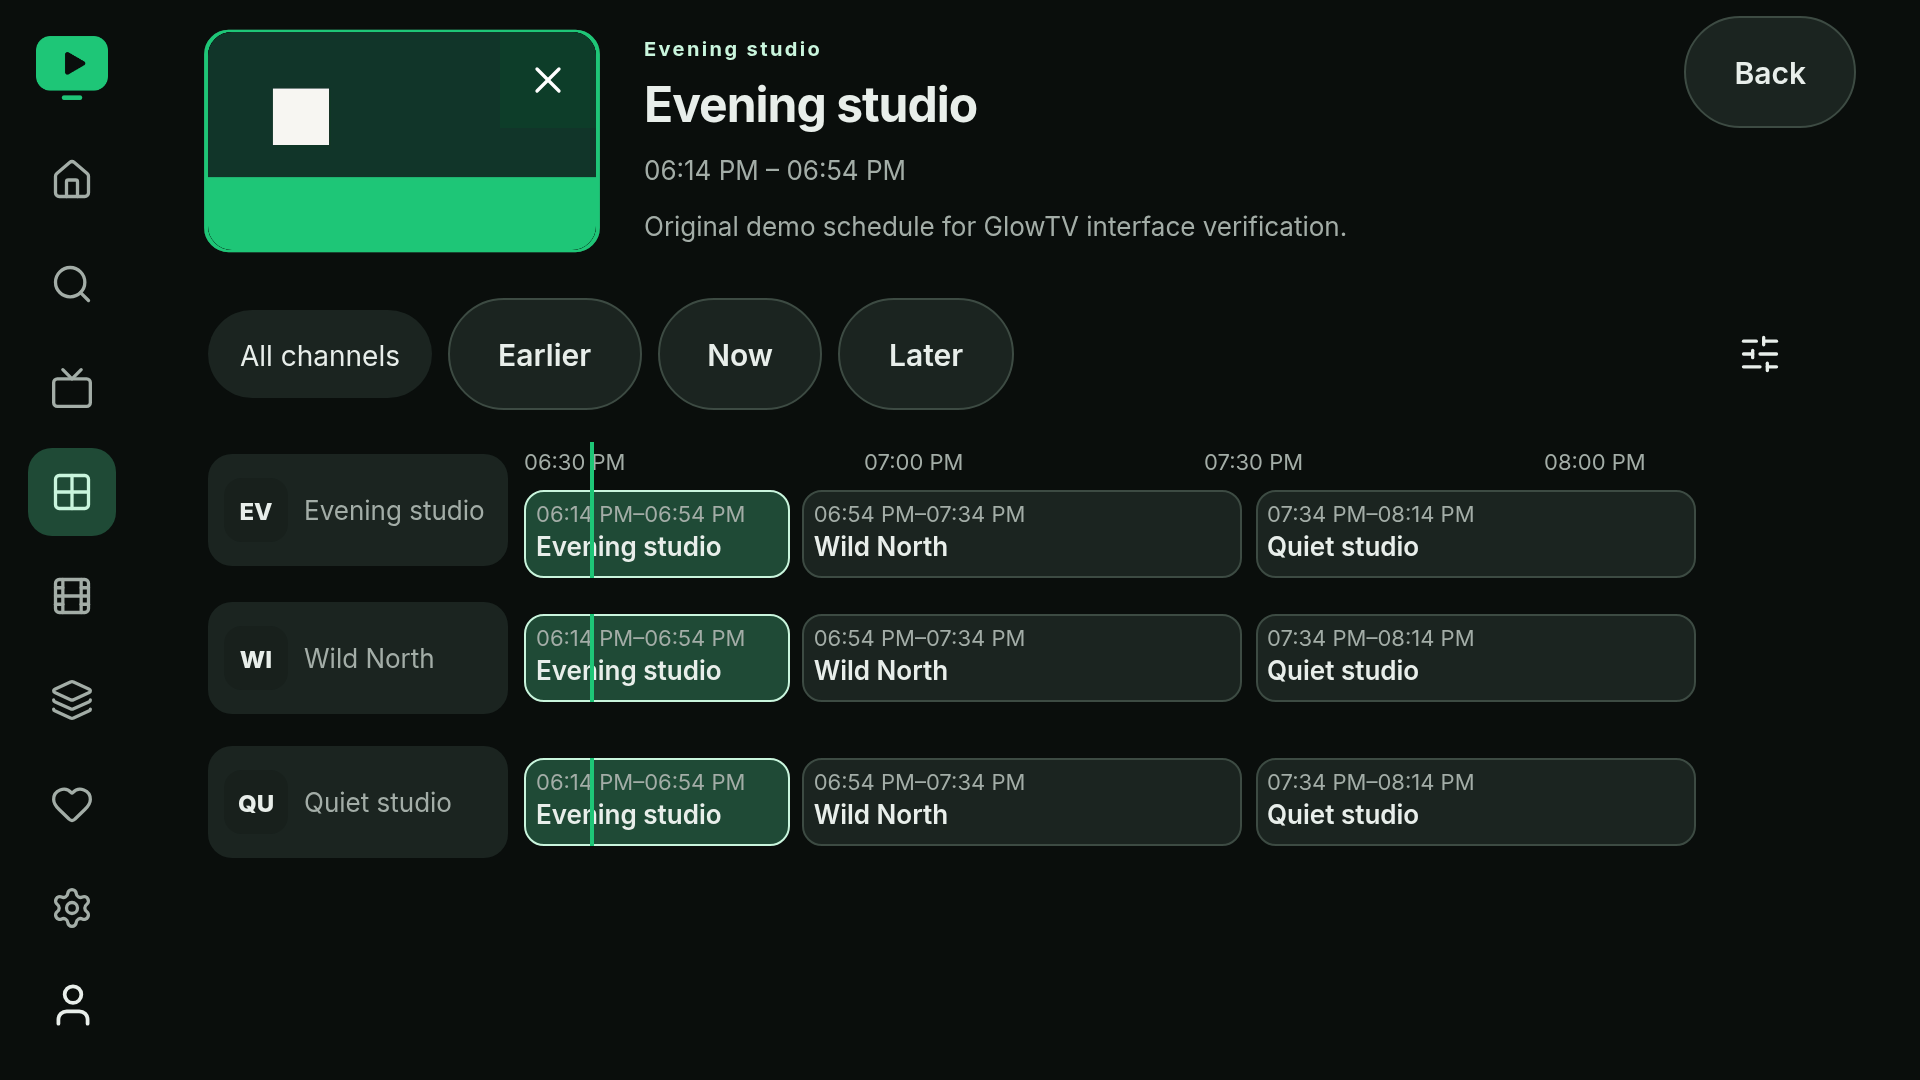 Evening studio
Evening studio
06:14 PM – 06:54 PM
Original demo schedule for GlowTV interface verification.
Back
All channels
Earlier
Now
Later
06:30 PM
07:00 PM
07:30 PM
08:00 PM
EV
Evening studio
06:14 PM–06:54 PM
Evening studio
06:54 PM–07:34 PM
Wild North
07:34 PM–08:14 PM
Quiet studio
WI
Wild North
06:14 PM–06:54 PM
Evening studio
06:54 PM–07:34 PM
Wild North
07:34 PM–08:14 PM
Quiet studio
QU
Quiet studio
06:14 PM–06:54 PM
Evening studio
06:54 PM–07:34 PM
Wild North
07:34 PM–08:14 PM
Quiet studio